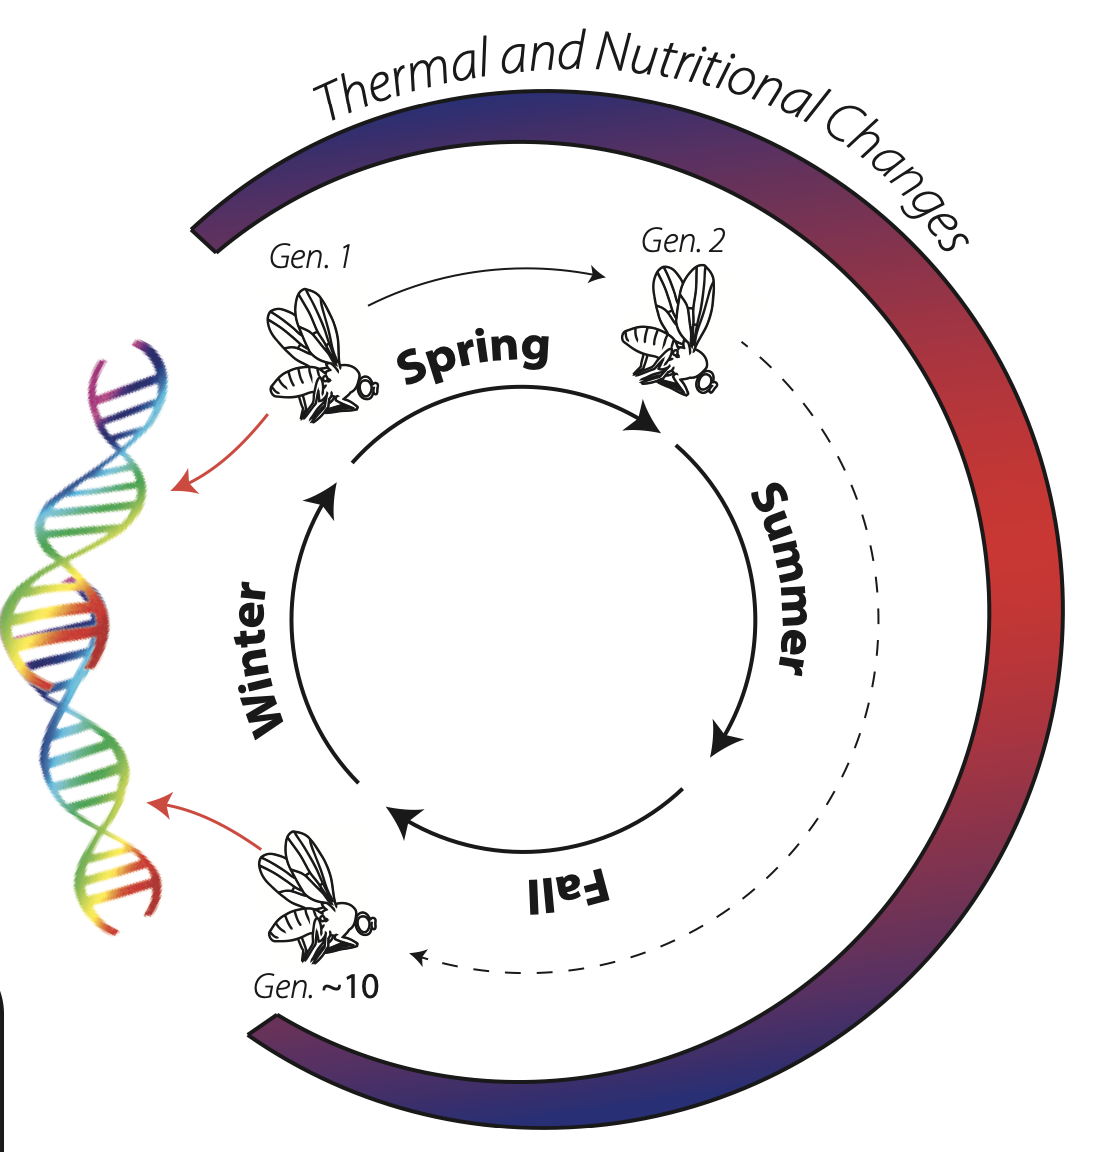 Thermal and Nutritional Changes
Gen. 1
Gen. 2
Spring
Summer
Winter
Fall
Gen. ~10